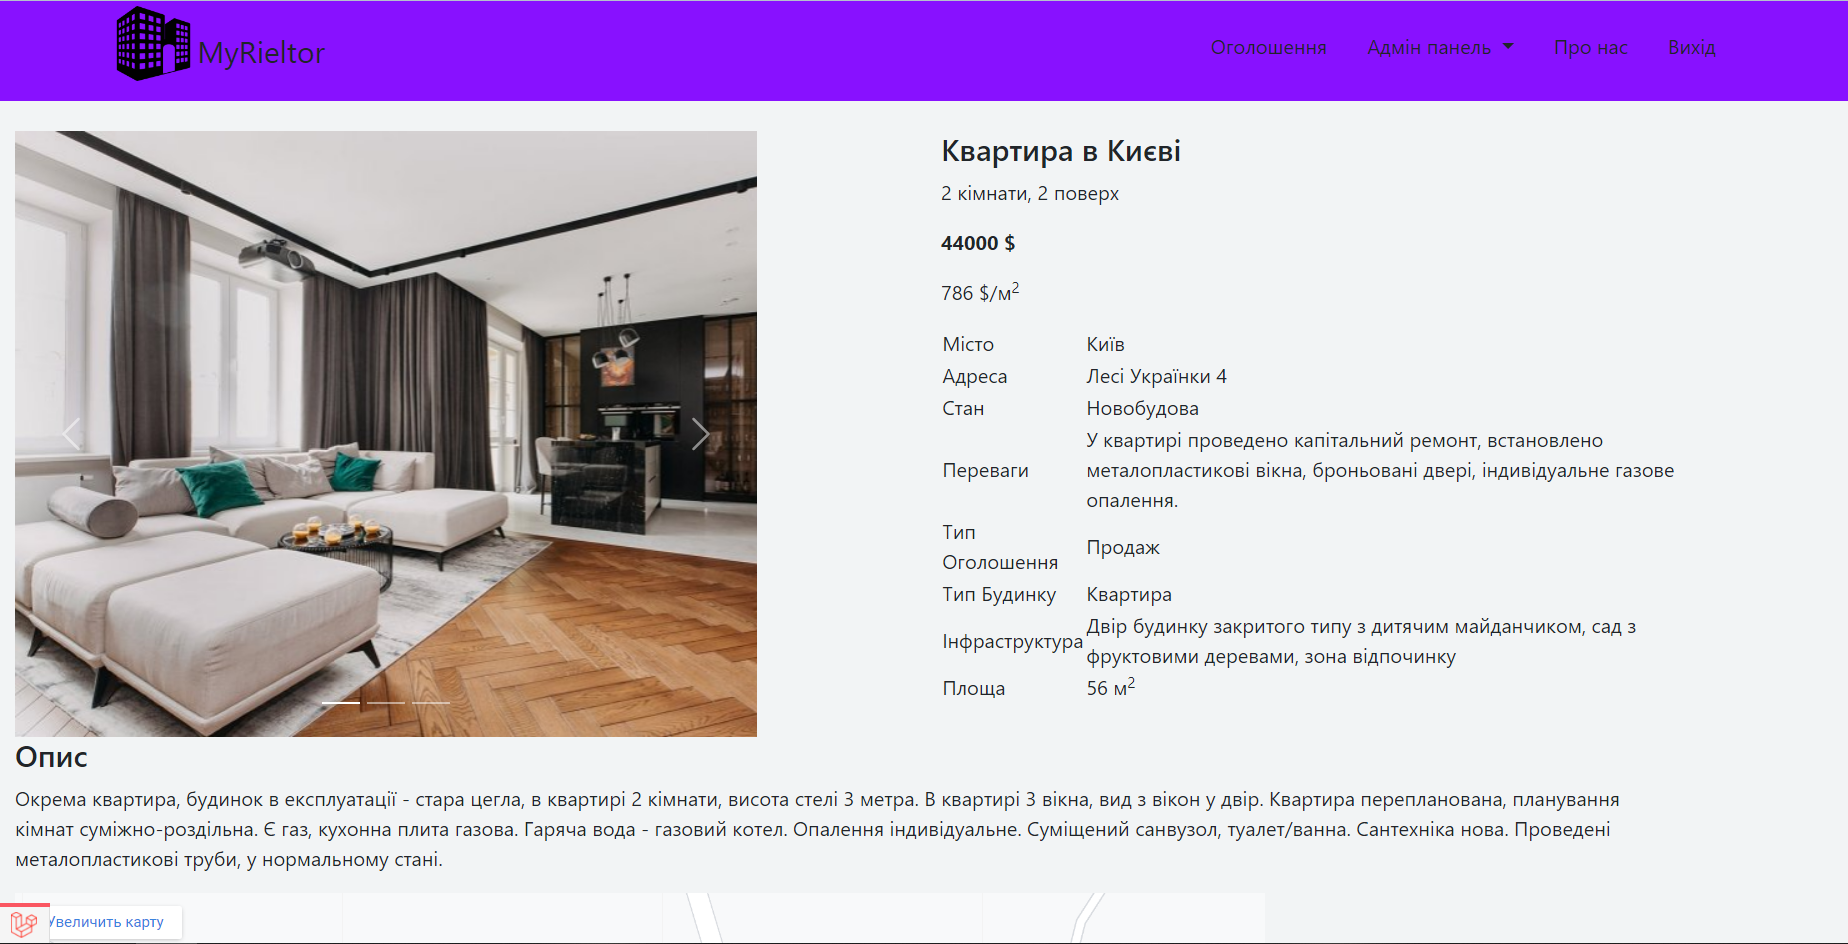 MyRieltor
Оголошення
Адмін панель
Про нас
Вихід
Квартира в Києві
2 кімнати, 2 поверх
44000 $
786 $/м²
Місто Київ
Адреса Лесі Українки 4
Стан Новобудова
Переваги У квартирі проведено капітальний ремонт, встановлено
металопластикові вікна, броньовані двері, індивідуальне газове
опалення.
Тип
Оголошення Продаж
Тип Будинку Квартира
Інфраструктура Двір будинку закритого типу з дитячим майданчиком, сад з
фруктовими деревами, зона відпочинку
Площа 56 м²
Опис
Окрема квартира, будинок в експлуатації - стара цегла, в квартирі 2 кімнати, висота стелі 3 метра. В квартирі 3 вікна, вид з вікон у двір. Квартира перепланована, планування
кімнат суміжно-роздільна. Є газ, кухонна плита газова. Гаряча вода - газовий котел. Опалення індивідуальне. Суміщений санвузол, туалет/ванна. Сантехніка нова. Проведені
металопластикові труби, у нормальному стані.
Увеличить карту